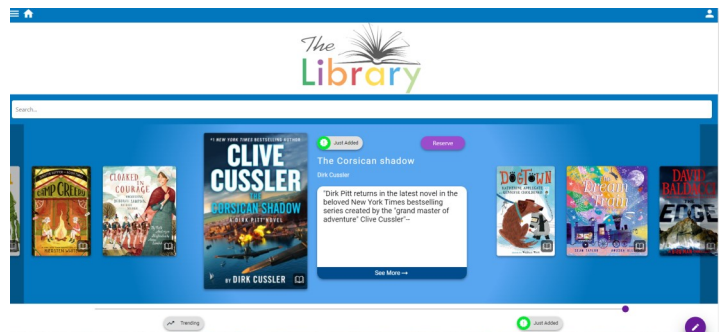 The
Library
Search...
CAMP CREEPY
CLOAKED IN
COURAGE
#1 NEW YORK TIMES BESTSELLING AUTHOR
CLIVE
CUSSLER
THE
CORSICAN SHADOW
A DIRK PITT NOVEL
BY DIRK CUSSLER
Just Added
Reserve
The Corsican shadow
Dirk Cussler
"Dirk Pitt returns in the latest novel in the
beloved New York Times bestselling
series created by the "grand master of
adventure" Clive Cussler"--
See More→
DOGTOWN
Dream
Train
DAVID
BALDACCI
EDGE
Trending
Just Added